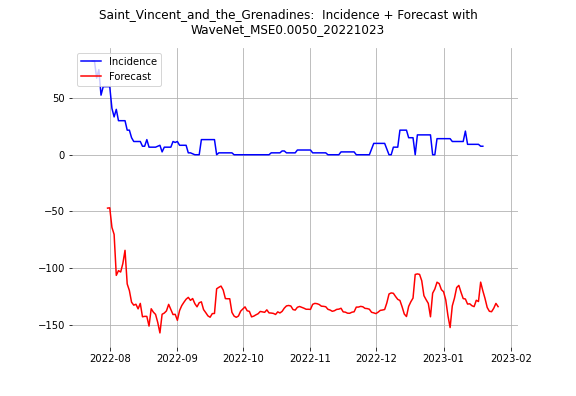 Saint_Vincent_and_the_Grenadines:  Incidence + Forecast with
WaveNet_MSE0.0050_20221023
Incidence
Forecast
50
0
−50
−100
−150
2022-08 2022-09 2022-10 2022-11 2022-12 2023-01 2023-02